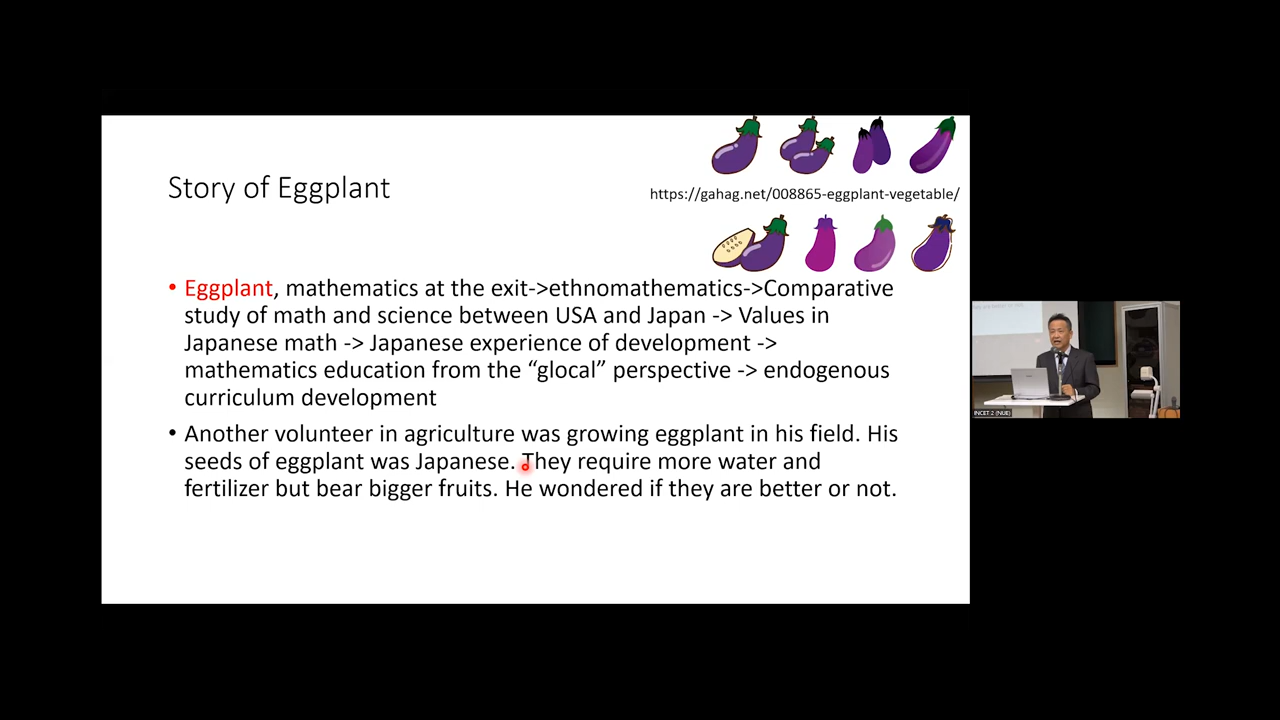 Story of Eggplant
https://gahag.net/008865-eggplant-vegetable/
• Eggplant, mathematics at the exit->ethnomathematics->Comparative
study of math and science between USA and Japan -> Values in
Japanese math -> Japanese experience of development ->
mathematics education from the “glocal” perspective -> endogenous
curriculum development
• Another volunteer in agriculture was growing eggplant in his field. His
seeds of eggplant was Japanese. They require more water and
fertilizer but bear bigger fruits. He wondered if they are better or not.
INCET 2 (NUE)